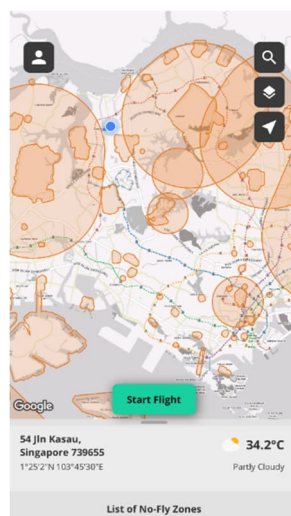 Google
Start Flight
54 Jln Kasau,
Singapore 739655
1°25'2"N 103°45'30"E
34.2°C
Partly Cloudy
List of No-Fly Zones